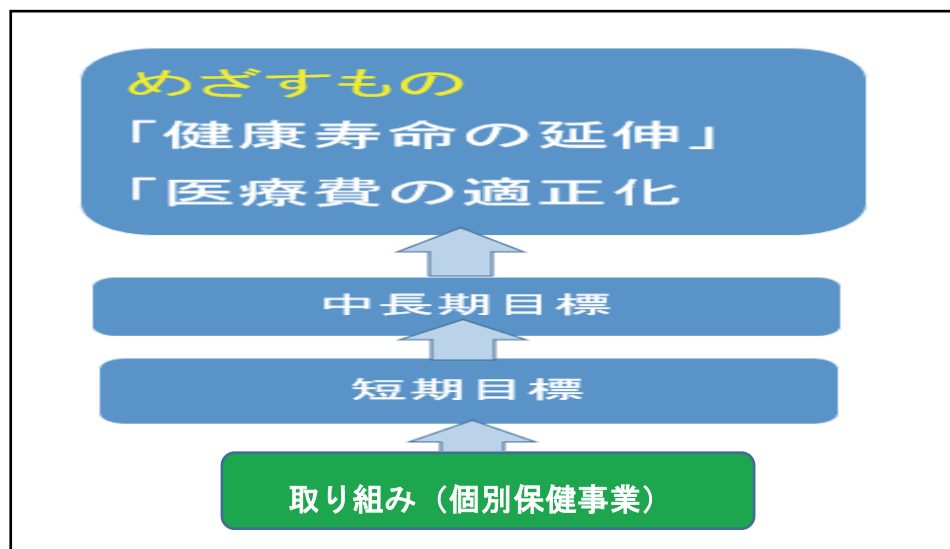 めざすもの
「健康寿命の延伸」
「医療費の適正化
中長期目標
短期目標
取り組み（個別保健事業）